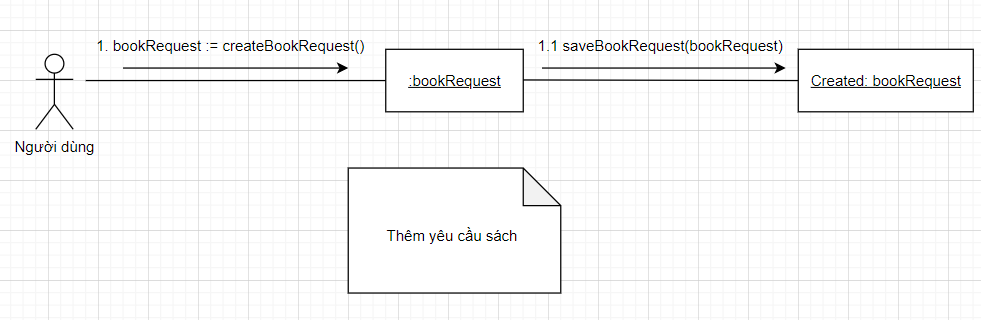 1. bookRequest := createBookRequest()
1.1 saveBookRequest(bookRequest)
:bookRequest
Created: bookRequest
Người dùng
Thêm yêu cầu sách